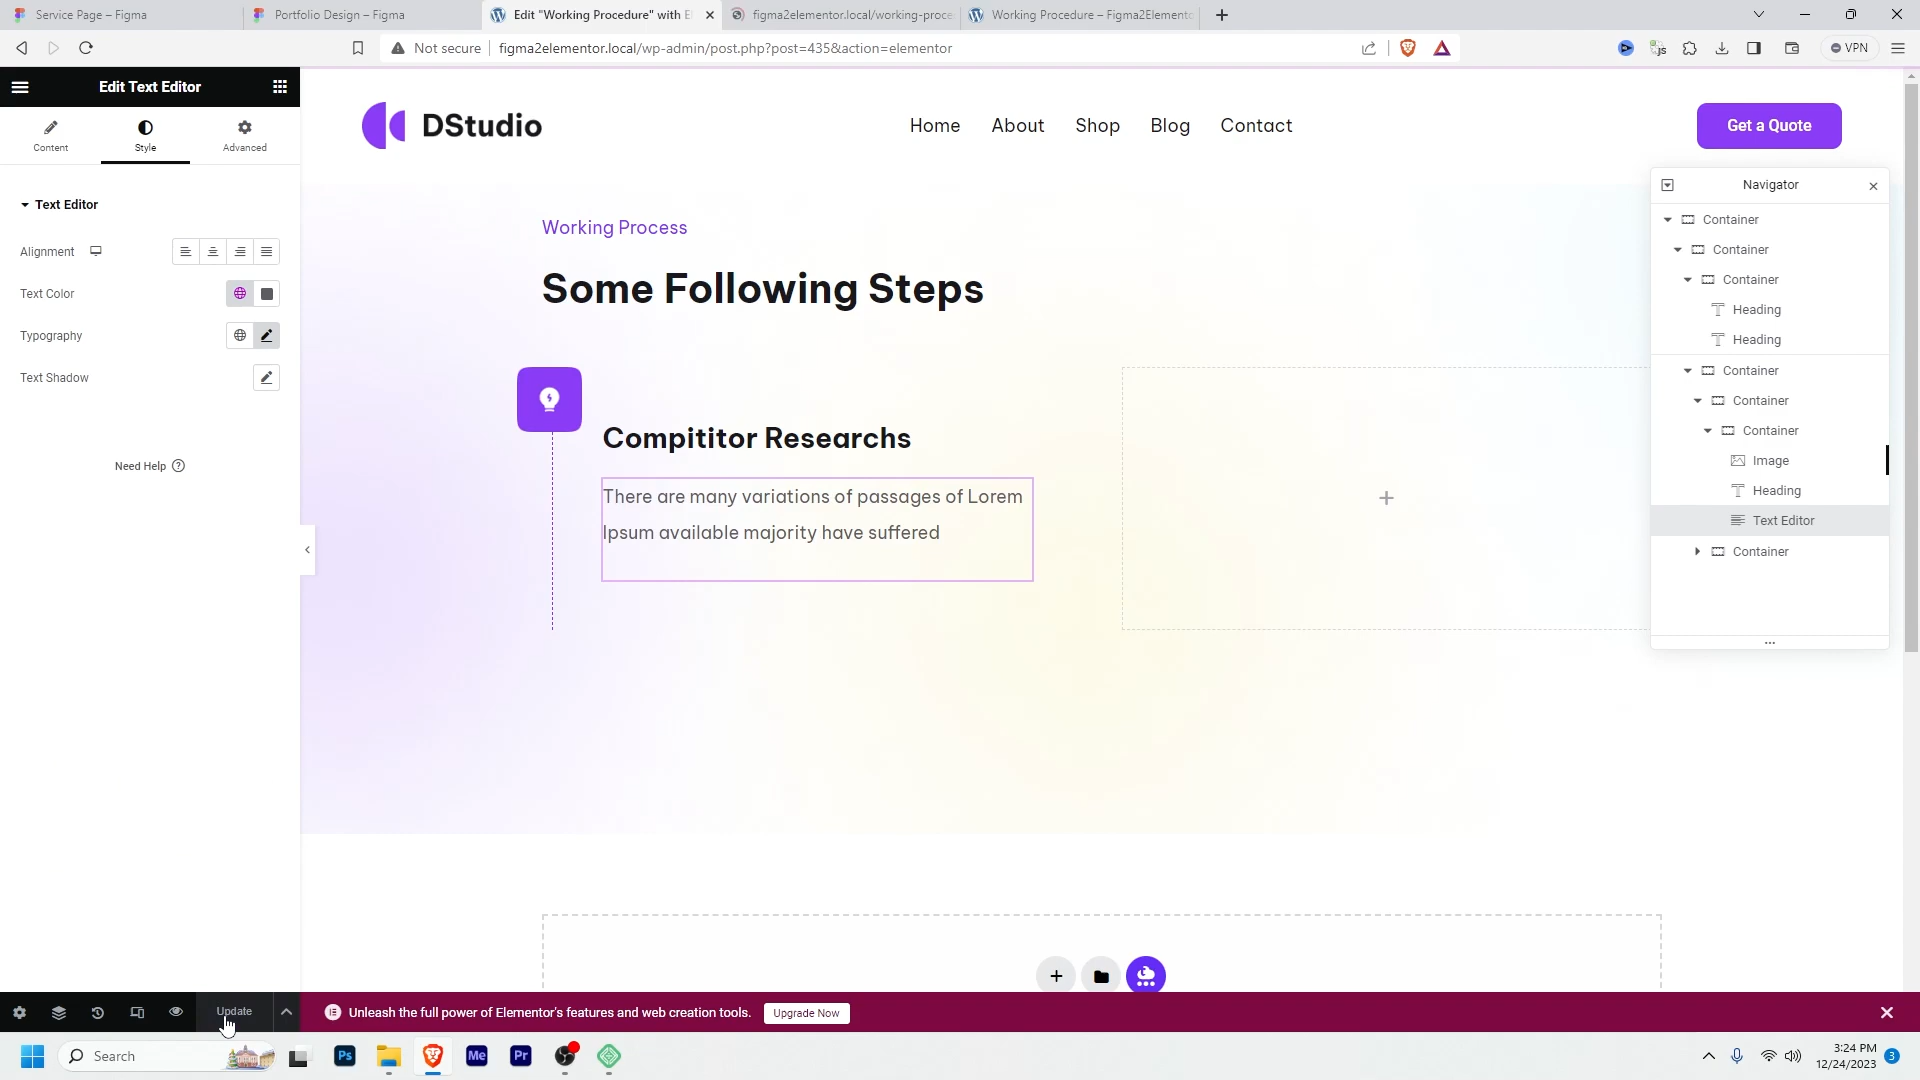 Service Page – Figma
Portfolio Design – Figma
Edit "Working Procedure" with E
figma2elementor.local/working-proce
Working Procedure – Figma2Elemento
Not secure
figma2elementor.local/wp-admin/post.php?post=435&action=elementor
VPN
Edit Text Editor
Content
Style
Advanced
Text Editor
Alignment
Text Color
Typography
Text Shadow
Need Help
DStudio
Home
About
Shop
Blog
Contact
Get a Quote
Working Process
Some Following Steps
Compititor Researchs
There are many variations of passages of Lorem
Ipsum available majority have suffered
Navigator
Container
Container
Container
Heading
Heading
Container
Container
Container
Image
Heading
Text Editor
Container
Update
Unleash the full power of Elementor's features and web creation tools.
Upgrade Now
Search
Ps
Me
Pr
3:24 PM
12/24/2023
3